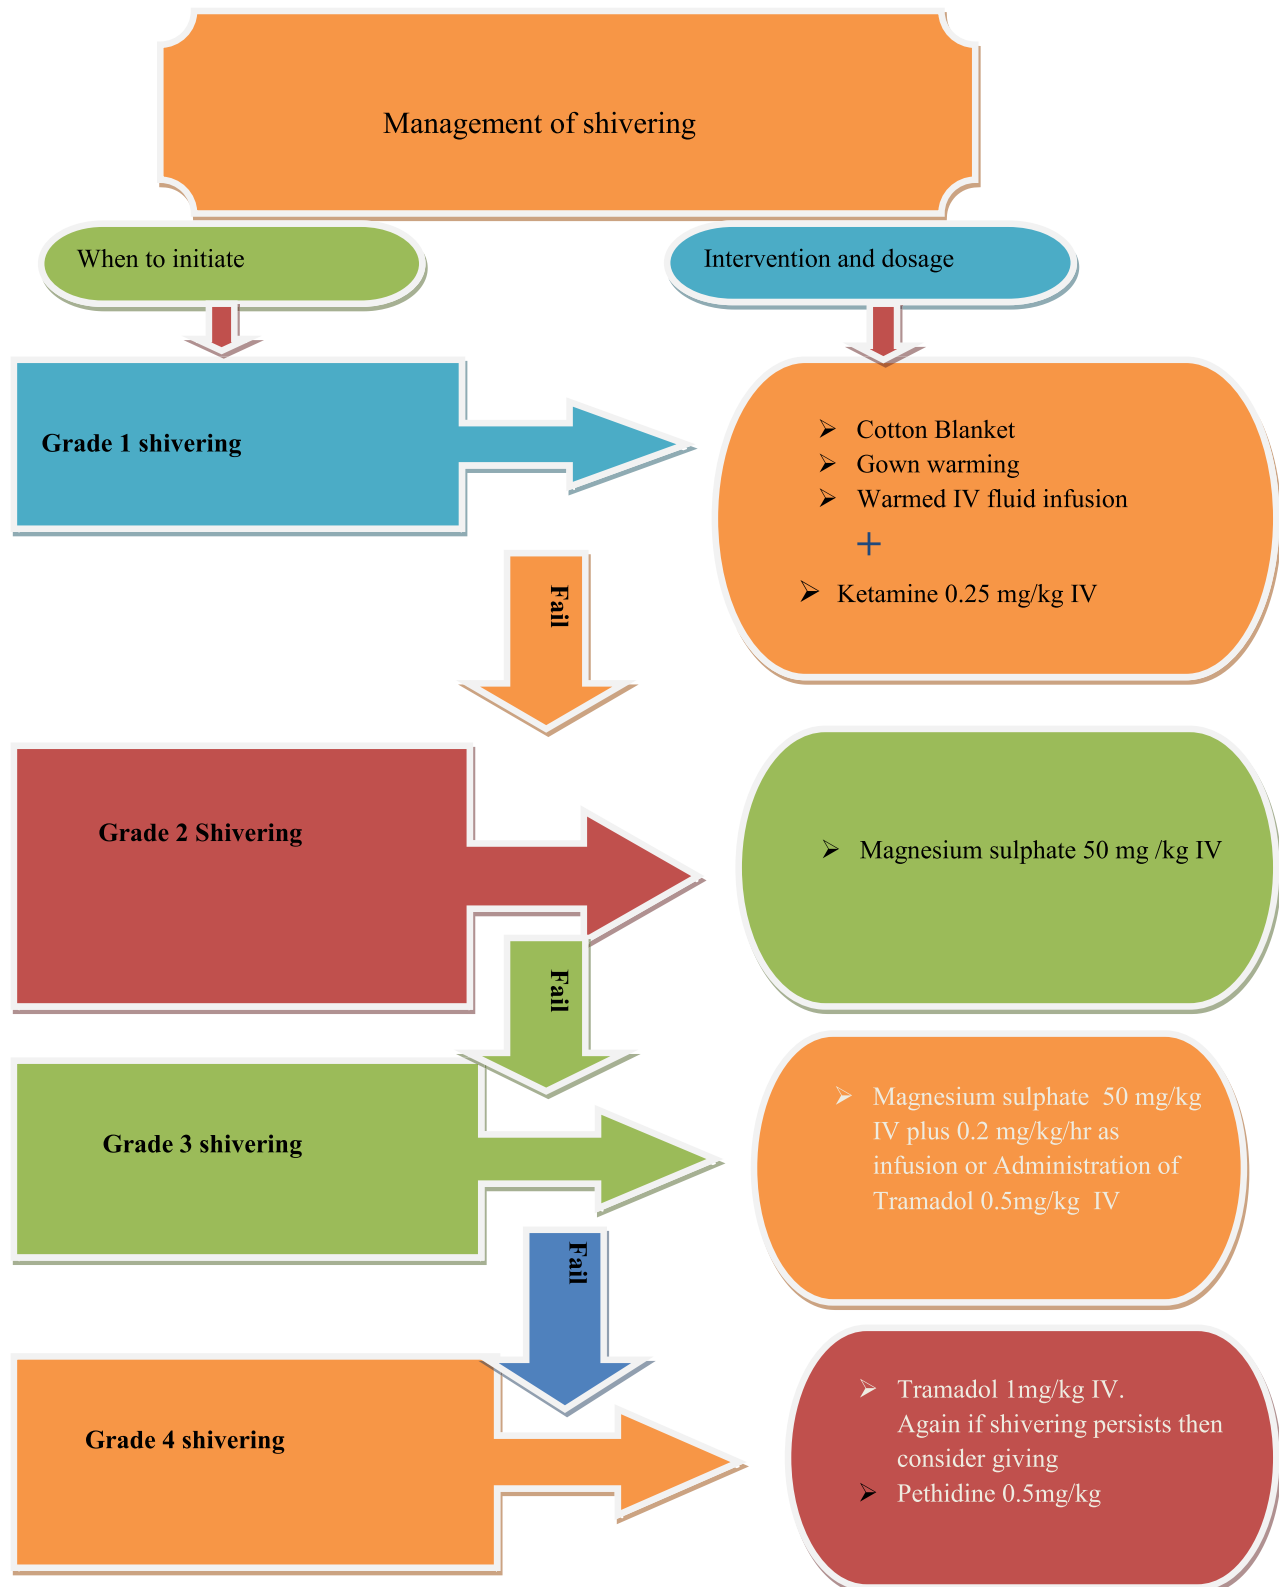 Management of shivering
When to initiate
Intervention and dosage
Grade 1 shivering
Cotton Blanket
Gown warming
Warmed IV fluid infusion
+
Ketamine 0.25 mg/kg IV
Fail
Grade 2 Shivering
Magnesium sulphate 50 mg /kg IV
Fail
Grade 3 shivering
Magnesium sulphate 50 mg/kg
IV plus 0.2 mg/kg/hr as
infusion or Administration of
Tramadol 0.5mg/kg IV
Fail
Grade 4 shivering
Tramadol 1mg/kg IV.
Again if shivering persists then
consider giving
Pethidine 0.5mg/kg